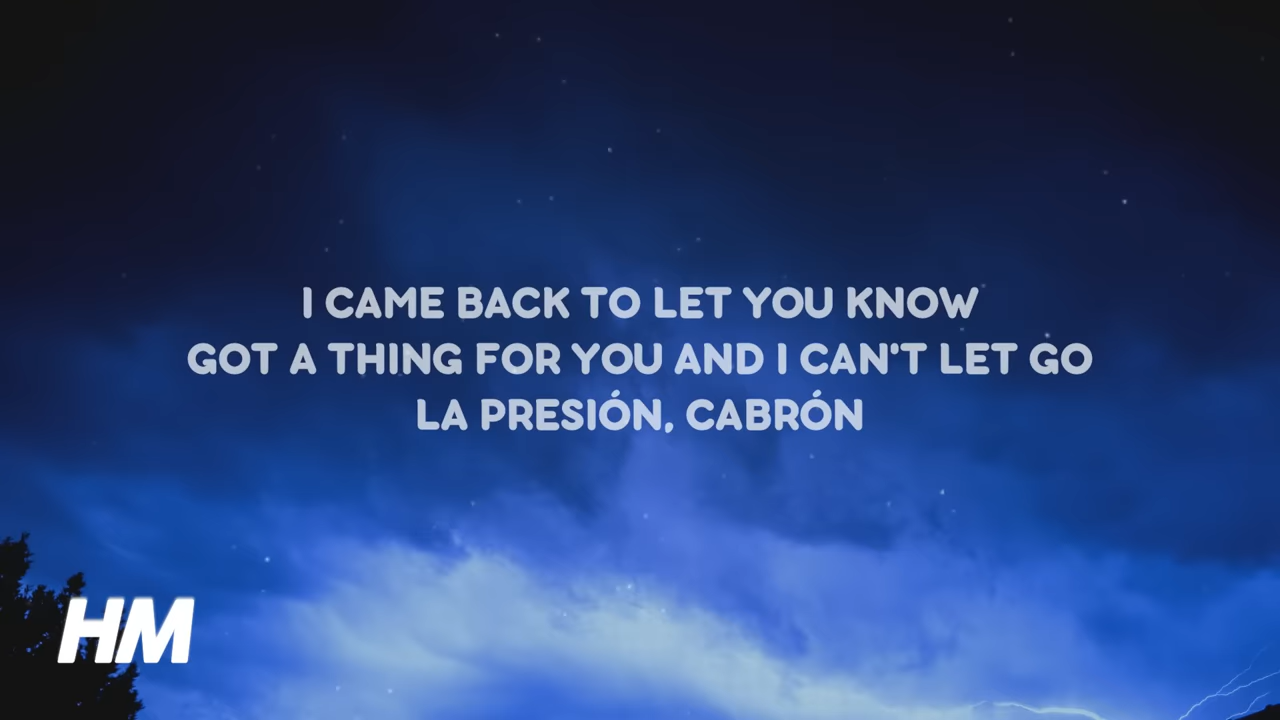 I CAME BACK TO LET YOU KNOW
GOT A THING FOR YOU AND I CAN'T LET GO
LA PRESIÓN, CABRÓN
HM